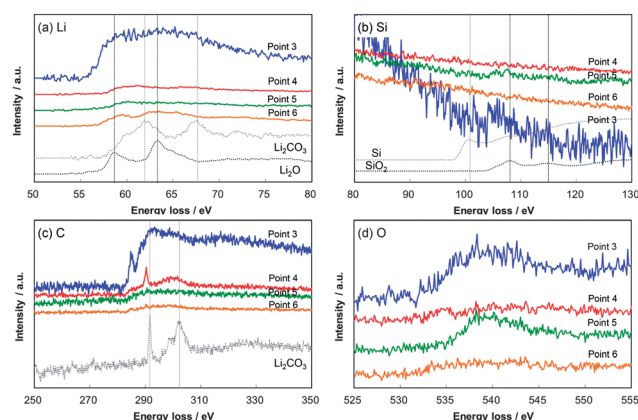 (a) Li
Point 3
Point 4
Point 5
Point 6
Li₂CO₃
Li₂O
Intensity / a.u.
50 55 60 65 70 75 80
Energy loss / eV
(b) Si
Point 4
Point 5
Point 6
Point 3
Si
SiO₂
Intensity / a.u.
80 90 100 110 120 130
Energy loss / eV
(c) C
Point 3
Point 4
Point 5
Point 6
Li₂CO₃
Intensity / a.u.
250 270 290 310 330 350
Energy loss / eV
(d) O
Point 3
Point 4
Point 5
Point 6
Intensity / a.u.
525 530 535 540 545 550 555
Energy loss / eV